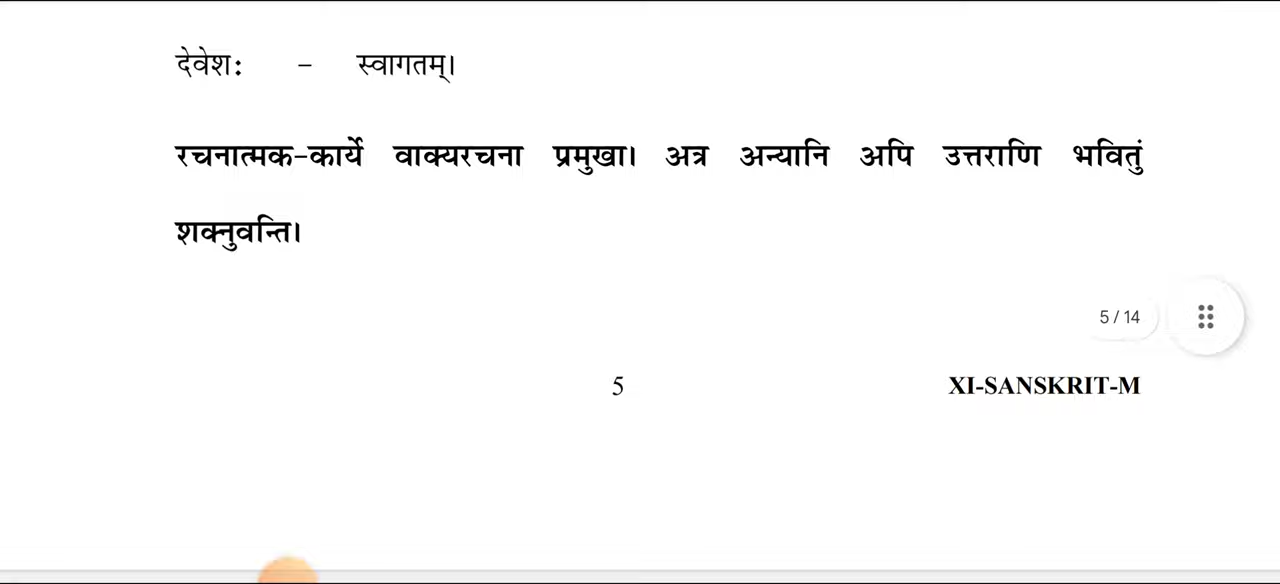 देवेशः – स्वागतम्।
रचनात्मक-कार्ये वाक्यरचना प्रमुखा। अत्र अन्यानि अपि उत्तराणि भवितुं
शक्नुवन्ति।
5 / 14
5 XI-SANSKRIT-M